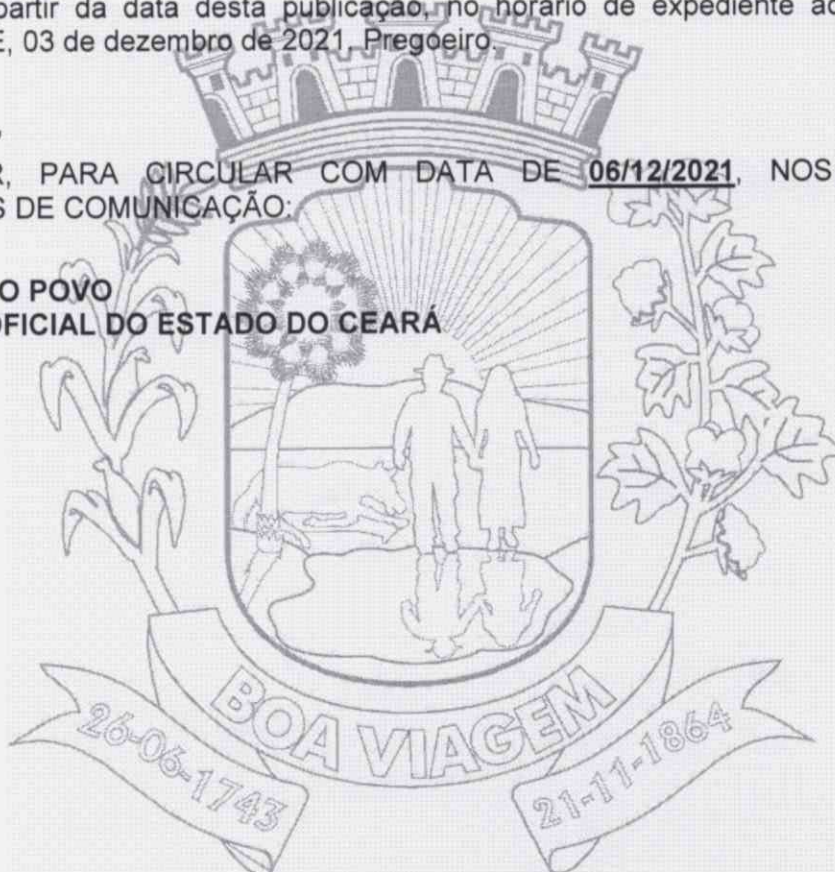 partir da data desta publicação, no horário de expediente ao
E, 03 de dezembro de 2021, Pregoeiro.
R, PARA CIRCULAR COM DATA DE 06/12/2021, NOS
S DE COMUNICAÇÃO:
O POVO
OFICIAL DO ESTADO DO CEARÁ
BOA VIAGEM
26-06-1743
21-11-1864